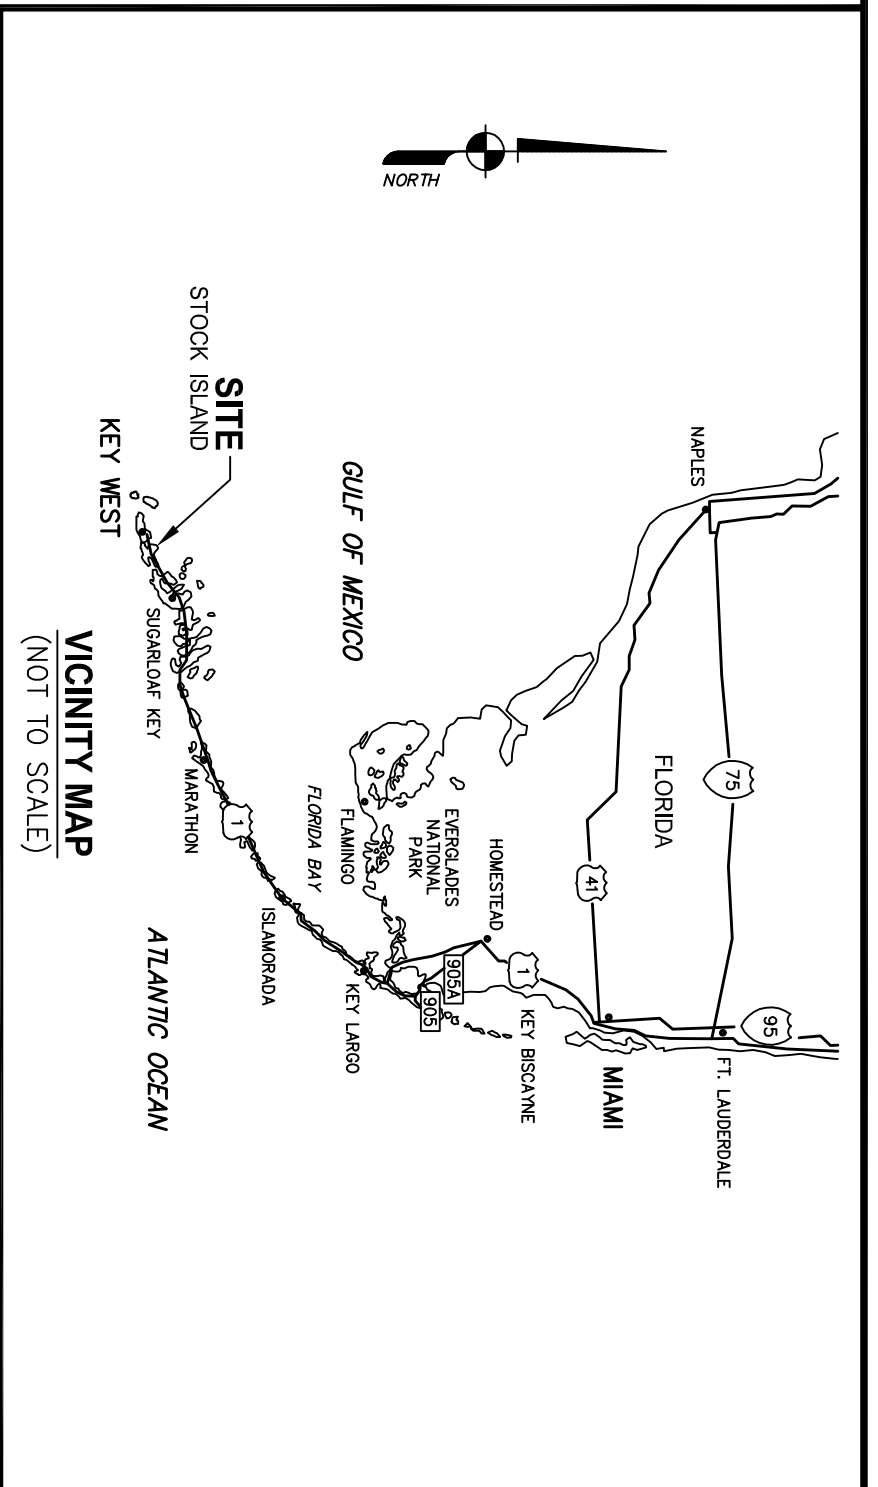 NORTH
95
FT. LAUDERDALE
75
NAPLES
FLORIDA
MIAMI
41
KEY BISCAYNE
1
HOMESTEAD
EVERGLADES
NATIONAL
PARK
905A
905
GULF OF MEXICO
FLAMINGO
KEY LARGO
FLORIDA BAY
ISLAMORADA
SITE
STOCK ISLAND
1
MARATHON
ATLANTIC OCEAN
SUGARLOAF KEY
KEY WEST
VICINITY MAP
(NOT TO SCALE)